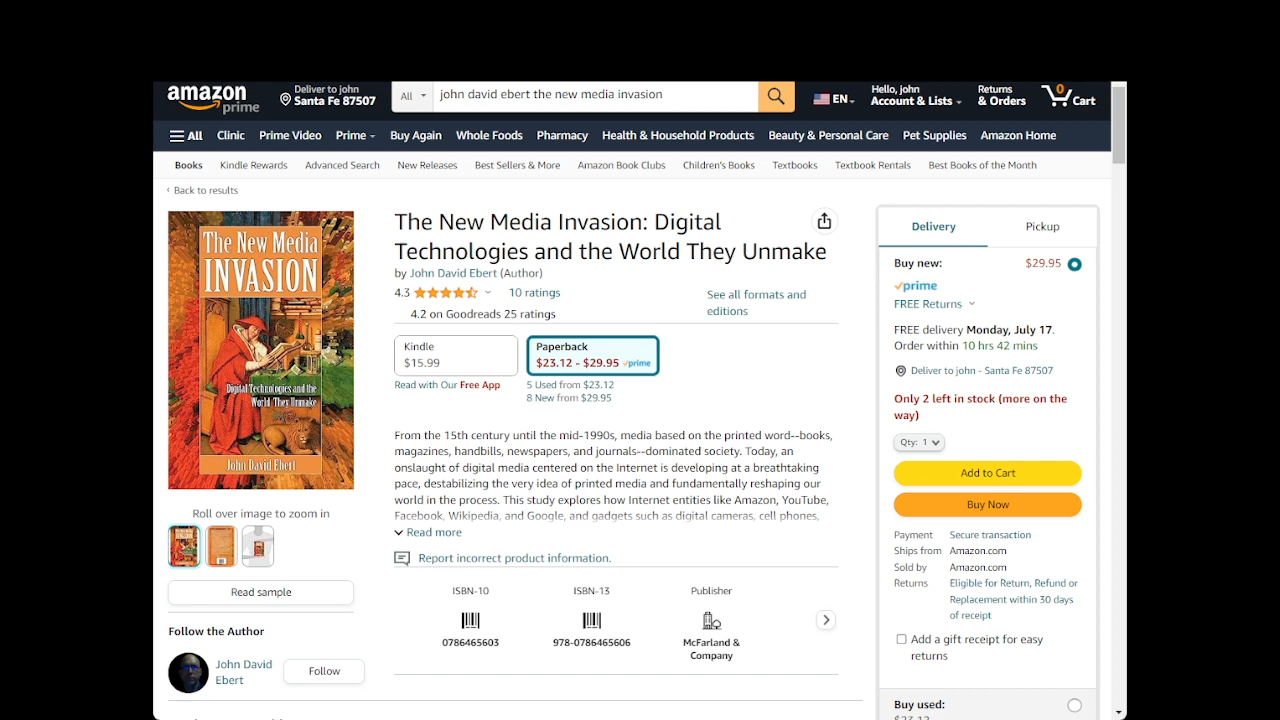 amazon
prime
Deliver to john
Santa Fe 87507
All
john david ebert the new media invasion
EN
Hello, john
Account & Lists
Returns
& Orders
0
Cart
All
Clinic
Prime Video
Prime
Buy Again
Whole Foods
Pharmacy
Health & Household Products
Beauty & Personal Care
Pet Supplies
Amazon Home
Books
Kindle Rewards
Advanced Search
New Releases
Best Sellers & More
Amazon Book Clubs
Children's Books
Textbooks
Textbook Rentals
Best Books of the Month
‹ Back to results
The New Media
INVASION
Digital Technologies and the
World They Unmake
John David Ebert
Roll over image to zoom in
Read sample
Follow the Author
John David
Ebert
Follow
The New Media Invasion: Digital
Technologies and the World They Unmake
by John David Ebert (Author)
4.3
10 ratings
4.2 on Goodreads 25 ratings
See all formats and
editions
Kindle
$15.99
Read with Our Free App
Paperback
$23.12 - $29.95 prime
5 Used from $23.12
8 New from $29.95
From the 15th century until the mid-1990s, media based on the printed word--books,
magazines, handbills, newspapers, and journals--dominated society. Today, an
onslaught of digital media centered on the Internet is developing at a breathtaking
pace, destabilizing the very idea of printed media and fundamentally reshaping our
world in the process. This study explores how Internet entities like Amazon, YouTube,
Facebook, Wikipedia, and Google, and gadgets such as digital cameras, cell phones,
Read more
Report incorrect product information.
ISBN-10
0786465603
ISBN-13
978-0786465606
Publisher
McFarland &
Company
Delivery
Pickup
Buy new:
$29.95
prime
FREE Returns
FREE delivery Monday, July 17.
Order within 10 hrs 42 mins
Deliver to john - Santa Fe 87507
Only 2 left in stock (more on the
way)
Qty: 1
Add to Cart
Buy Now
Payment Secure transaction
Ships from Amazon.com
Sold by Amazon.com
Returns Eligible for Return, Refund or
Replacement within 30 days
of receipt
Add a gift receipt for easy
returns
Buy used:
$23.12